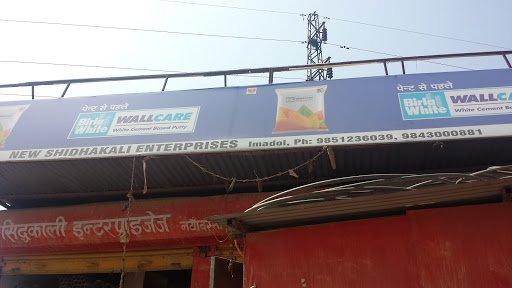 पेन्ट से पहले
Birla White WALLCARE
White Cement Based Putty
पेन्ट से पहले
Birla White WALLCARE
White Cement Based
NEW SHIDHAKALI ENTERPRISES Imadol, Ph: 9851236039, 9843000881
सिद्धकाली इन्टरप्राइजेज